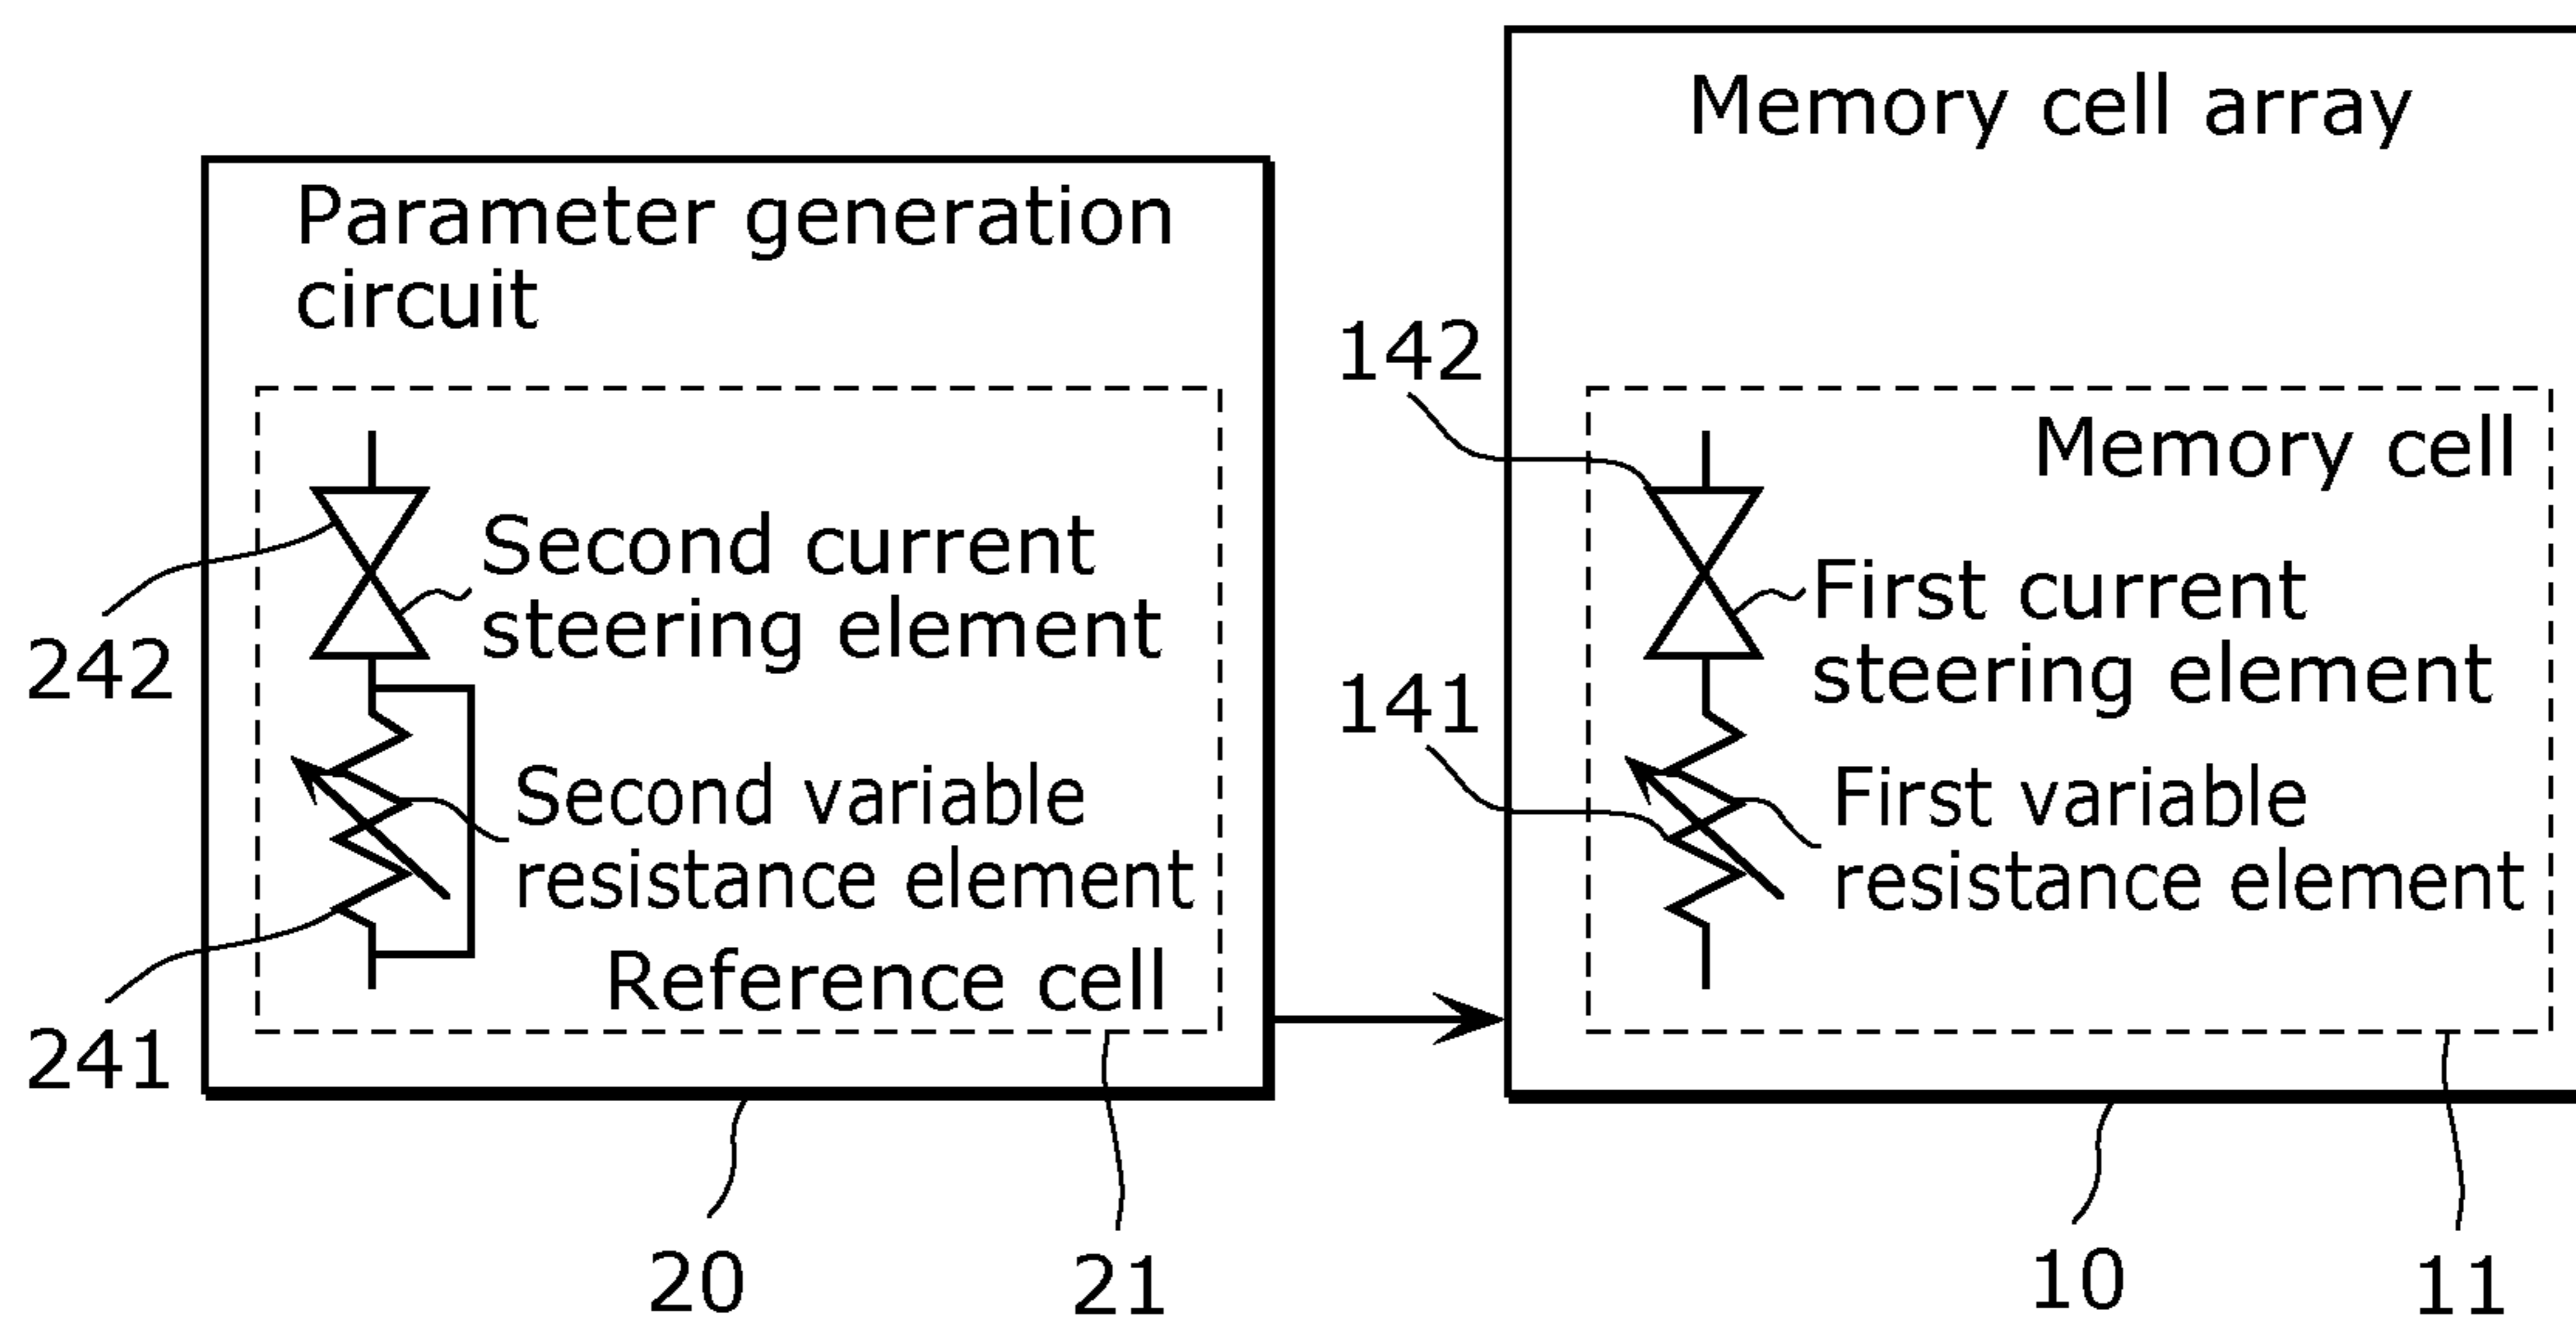 Memory cell array
Parameter generation
circuit
142
Memory cell
Second current
steering element
First current
steering element
242
141
Second variable
resistance element
First variable
resistance element
Reference cell
241
20
21
10
11